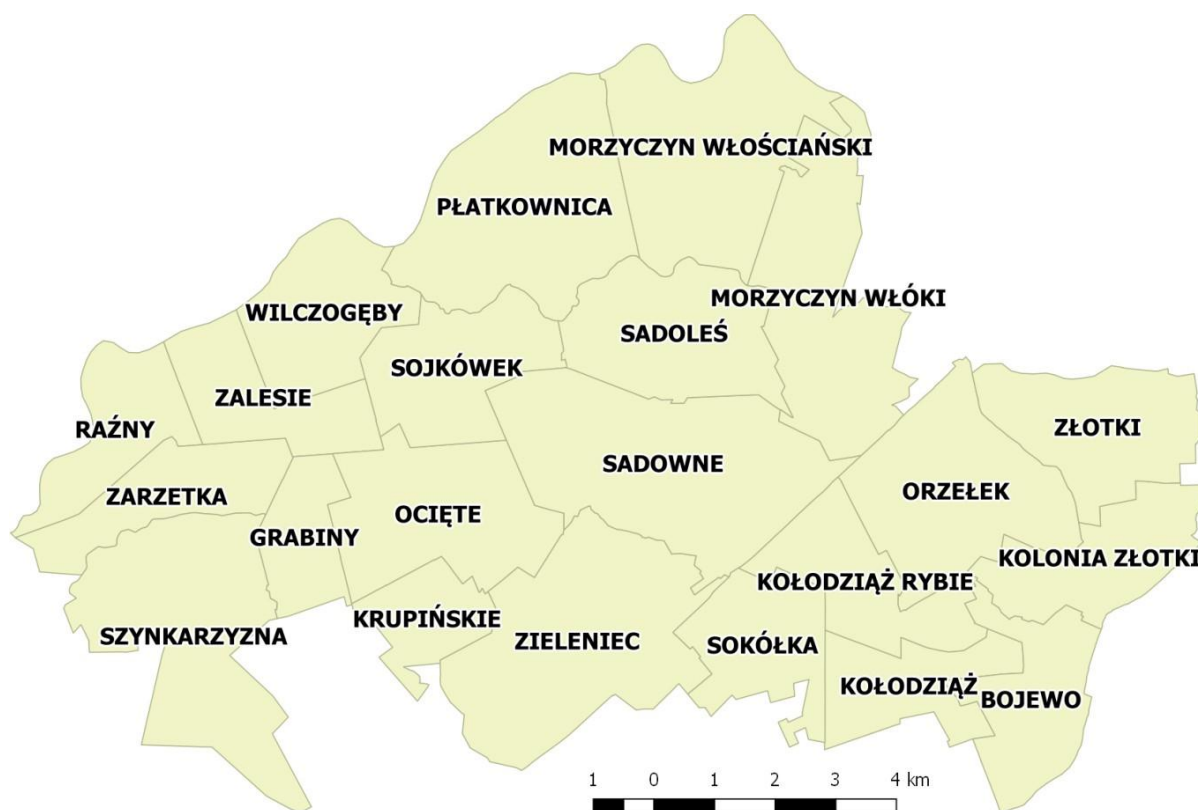 MORZYCZYN WŁOŚCIAŃSKI
PŁATKOWNICA
MORZYCZYN WŁÓKI
WILCZOGĘBY
SADOLEŚ
SOJKÓWEK
ZALESIE
RAŹNY
ZŁOTKI
SADOWNE
ORZEŁEK
ZARZETKA
OCIĘTE
GRABINY
KOLONIA ZŁOTKI
KOŁODZIĄŻ RYBIE
KRUPIŃSKIE
SZYNKARZYZNA
ZIELENIEC
SOKÓŁKA
KOŁODZIĄŻ
BOJEWO
1 0 1 2 3 4 km